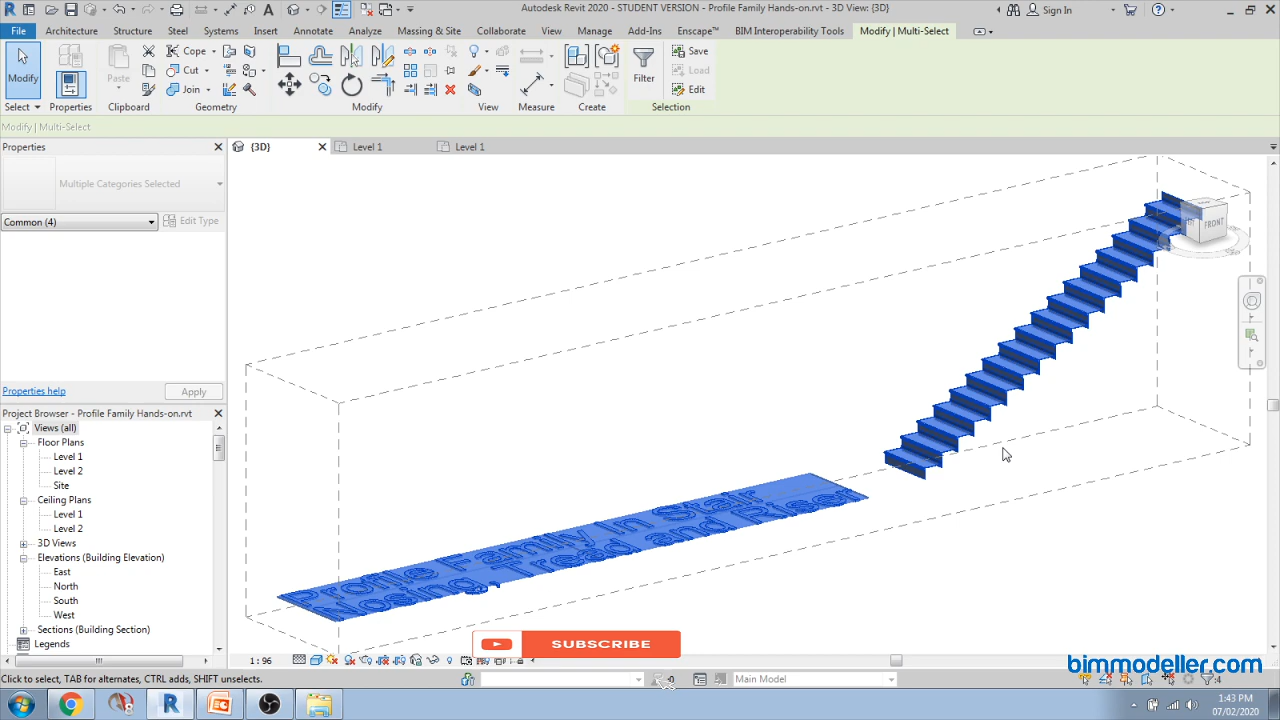 Autodesk Revit 2020 - STUDENT VERSION - Profile Family Hands-on.rvt - 3D View: {3D}
Sign In
File Architecture Structure Steel Systems Insert Annotate Analyze Massing & Site Collaborate View Manage Add-Ins Enscape™ BIM Interoperability Tools Modify | Multi-Select
Modify
Paste
Cope
Cut
Join
Filter
Save
Load
Edit
Select Properties Clipboard Geometry Modify View Measure Create Selection
Modify | Multi-Select
Properties
{3D}
Level 1
Level 1
Multiple Categories Selected
Common (4)
Edit Type
Properties help
Apply
Project Browser - Profile Family Hands-on.rvt
Views (all)
Floor Plans
Level 1
Level 2
Site
Ceiling Plans
Level 1
Level 2
3D Views
Elevations (Building Elevation)
East
North
South
West
Sections (Building Section)
Legends
FRONT
Profile Family in Stair
Nosing, Tread and Riser
SUBSCRIBE
1 : 96
bimmodeller.com
Click to select, TAB for alternates, CTRL adds, SHIFT unselects.
:0
Main Model
:4
1:43 PM
07/02/2020